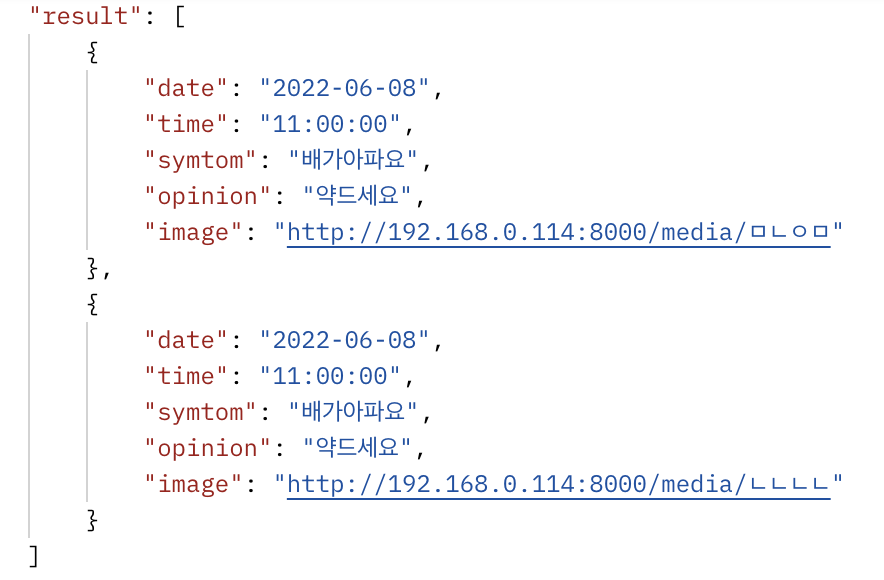 "result": [
{
"date": "2022-06-08",
"time": "11:00:00",
"symtom": "배가아파요",
"opinion": "약드세요",
"image": "http://192.168.0.114:8000/media/ㅁㄴㅇㅁ"
},
{
"date": "2022-06-08",
"time": "11:00:00",
"symtom": "배가아파요",
"opinion": "약드세요",
"image": "http://192.168.0.114:8000/media/ㄴㄴㄴㄴ"
}
]